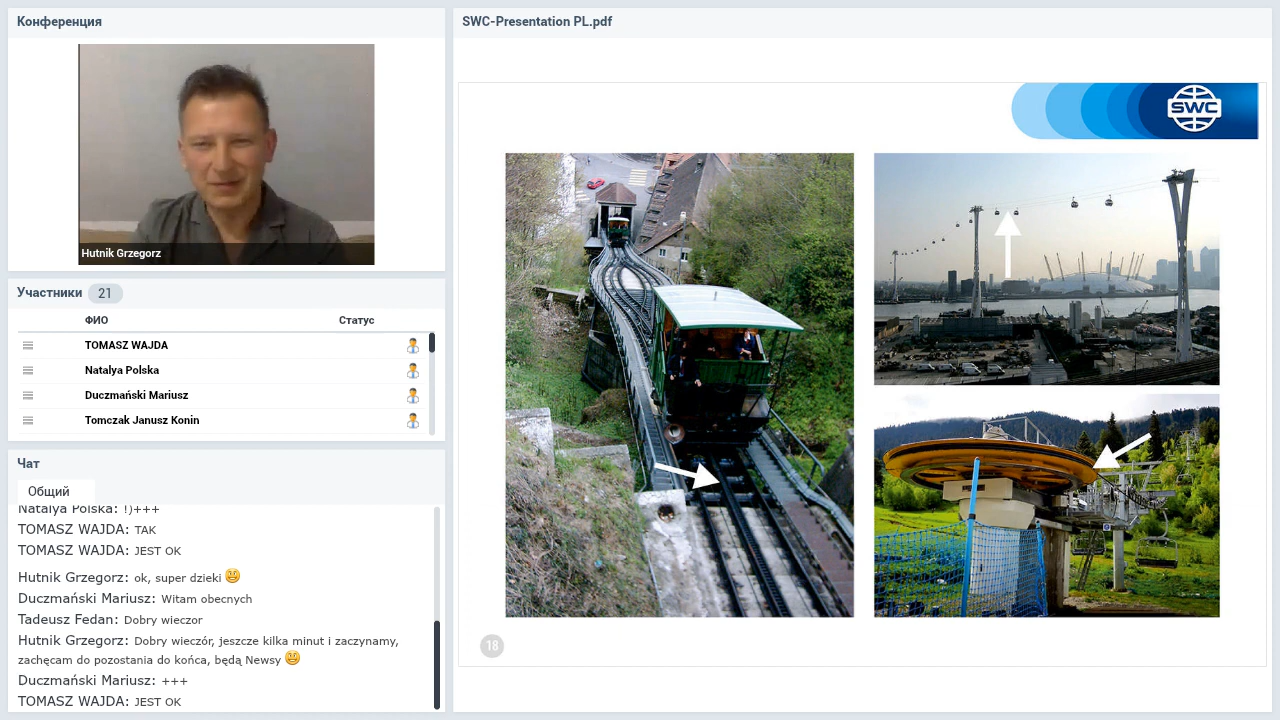 Конференция
Hutnik Grzegorz
Участники 21
ФИО Статус
TOMASZ WAJDA
Natalya Polska
Duczmański Mariusz
Tomczak Janusz Konin
Чат
Общий
Natalya Polska: !)+++
TOMASZ WAJDA: TAK
TOMASZ WAJDA: JEST OK
Hutnik Grzegorz: ok, super dzieki
Duczmański Mariusz: Witam obecnych
Tadeusz Fedan: Dobry wieczor
Hutnik Grzegorz: Dobry wieczór, jeszcze kilka minut i zaczynamy,
zachęcam do pozostania do końca, będą Newsy
Duczmański Mariusz: +++
TOMASZ WAJDA: JEST OK
SWC-Presentation PL.pdf
SWC
18